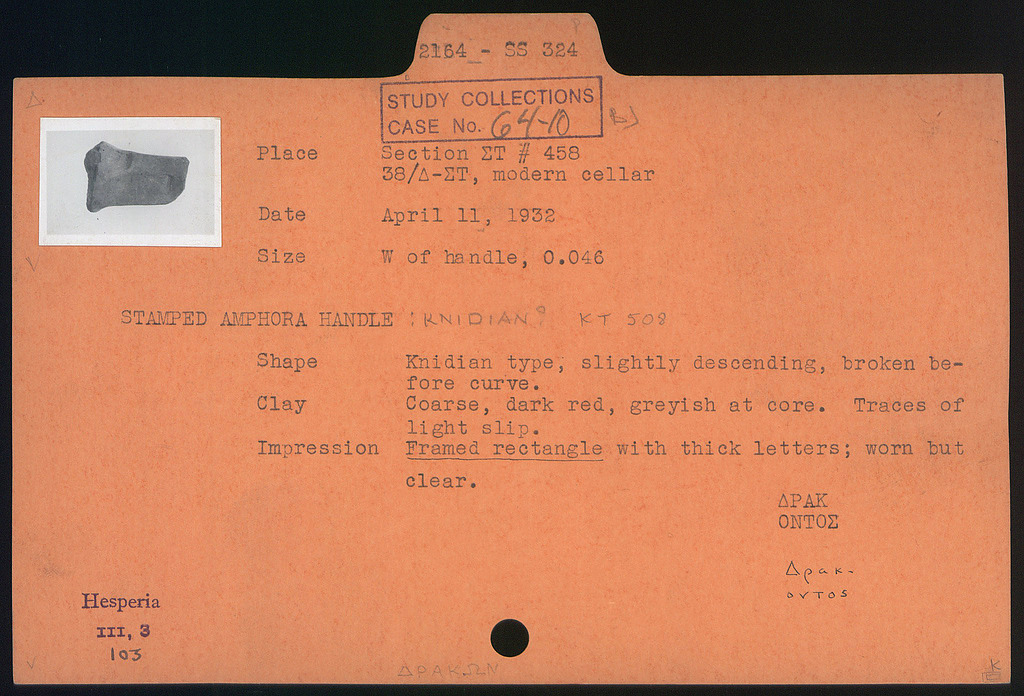 2164 - SS 324
Δ
STUDY COLLECTIONS
CASE No. 64-10
Place Section ΣΤ # 458
38/Δ-ΣΤ, modern cellar
Date April 11, 1932
Size W of handle, 0.046
STAMPED AMPHORA HANDLE : KNIDIAN? KT 508
Shape Knidian type, slightly descending, broken be-
fore curve.
Clay Coarse, dark red, greyish at core. Traces of
light slip.
Impression Framed rectangle with thick letters; worn but
clear.
ΔΡΑΚ
ΟΝΤΟΣ
Δρακ-
οντος
Hesperia
III, 3
103
ΔΡΑΚΩΝ
K